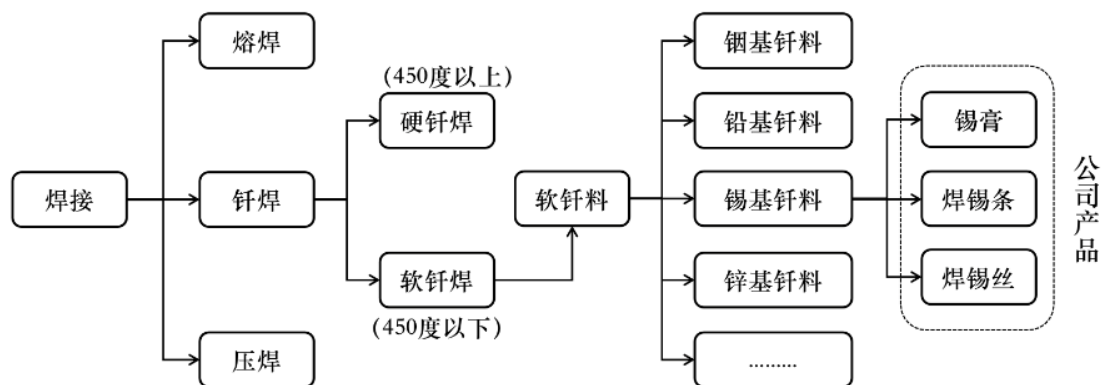 焊接
熔焊
钎焊
压焊
(450度以上)
硬钎焊
软钎焊
(450度以下)
软钎料
铟基钎料
铅基钎料
锡基钎料
锌基钎料
.........
锡膏
焊锡条
焊锡丝
公司产品